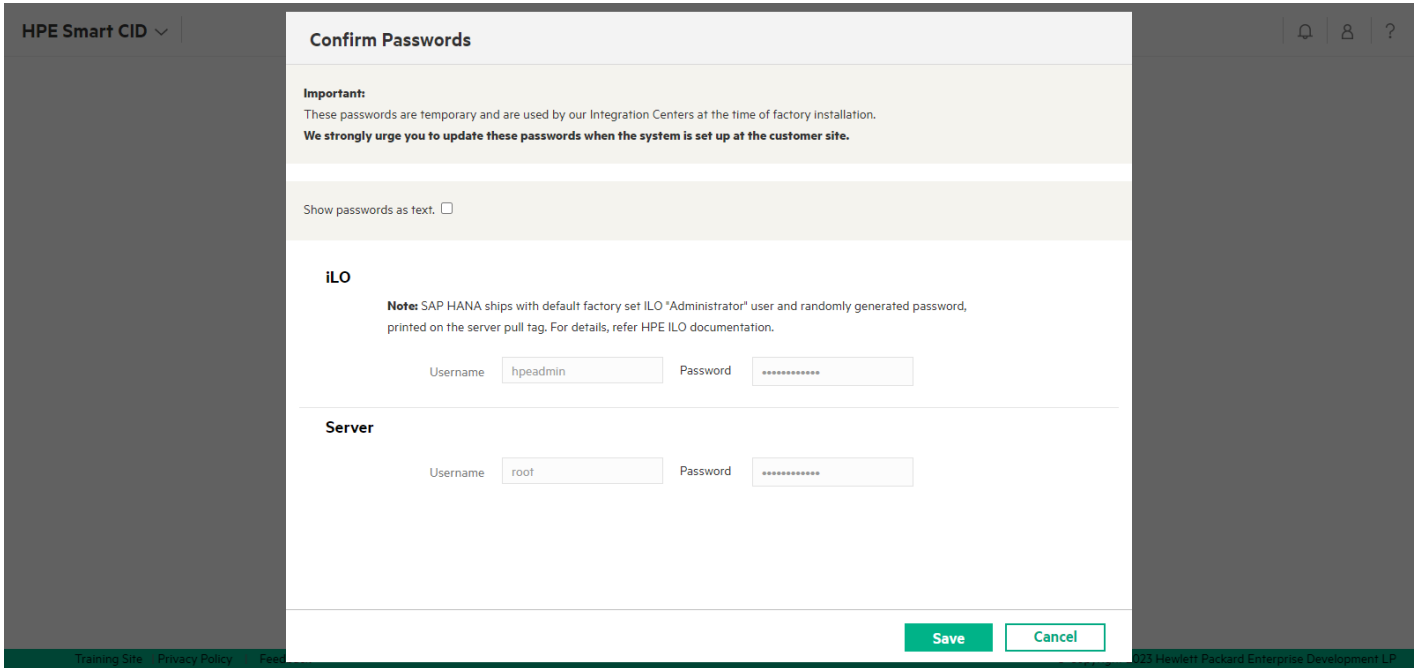 HPE Smart CID
Confirm Passwords
?
Important:
These passwords are temporary and are used by our Integration Centers at the time of factory installation.
We strongly urge you to update these passwords when the system is set up at the customer site.
Show passwords as text.
iLO
Note: SAP HANA ships with default factory set ILO "Administrator" user and randomly generated password,
printed on the server pull tag. For details, refer HPE ILO documentation.
Username hpeadmin Password ••••••••••••
Server
Username root Password ••••••••••••
Save Cancel
Training Site Privacy Policy Hewlett Packard Enterprise Development LP